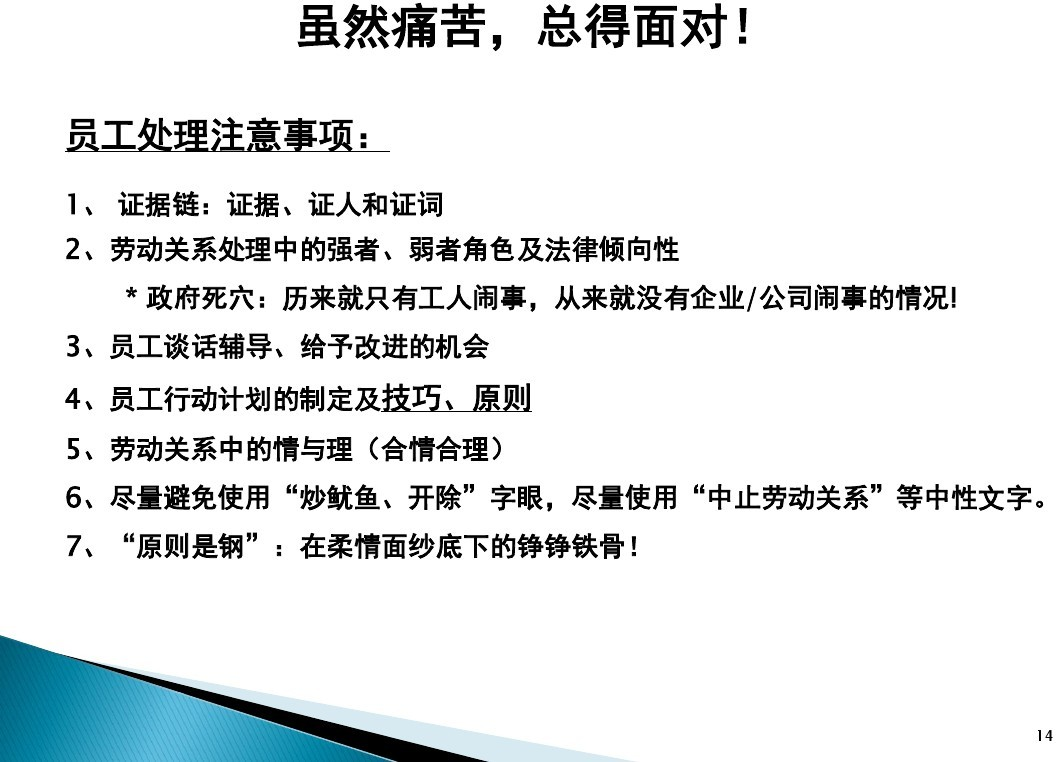 虽然痛苦，总得面对！
员工处理注意事项：
1、 证据链：证据、证人和证词
2、劳动关系处理中的强者、弱者角色及法律倾向性
* 政府死穴：历来就只有工人闹事，从来就没有企业/公司闹事的情况!
3、员工谈话辅导、给予改进的机会
4、员工行动计划的制定及技巧、原则
5、劳动关系中的情与理（合情合理）
6、尽量避免使用“炒鱿鱼、开除”字眼，尽量使用“中止劳动关系”等中性文字。
7、“原则是钢”：在柔情面纱底下的铮铮铁骨！
14